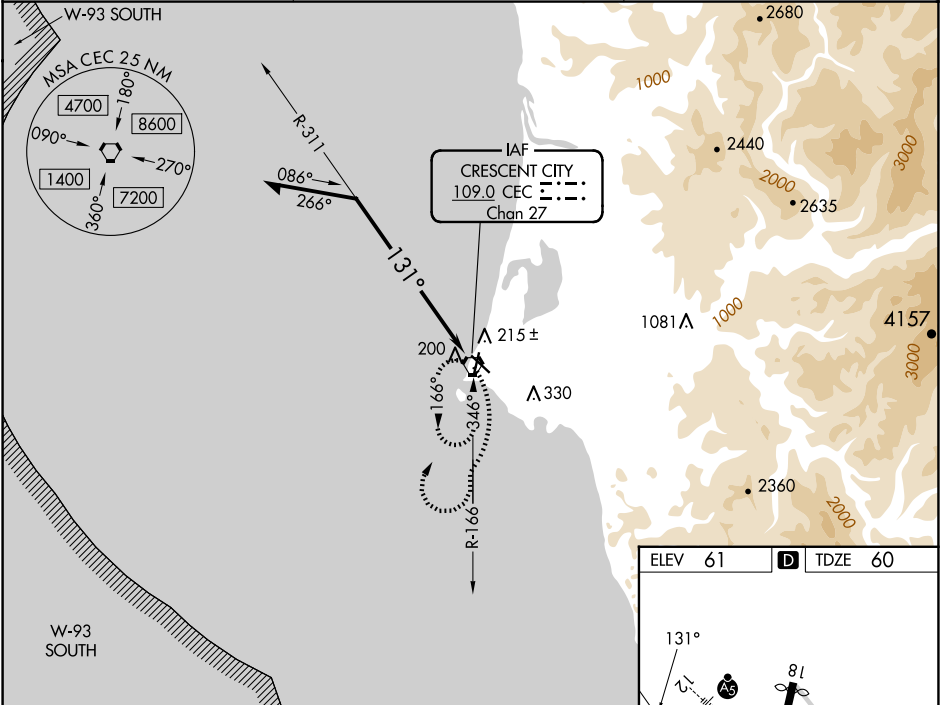 W-93 SOUTH
MSA CEC 25 NM
180°
4700
8600
090°
270°
1400
7200
360°
R-311
086°
266°
131°
IAF
CRESCENT CITY
109.0 CEC
Chan 27
2680
1000
2440
3000
2000
2635
1000
1081
4157
3000
200
215 ±
330
166°
346°
R-166
2360
2000
W-93
SOUTH
ELEV 61
D
TDZE 60
131°
12
A5
18